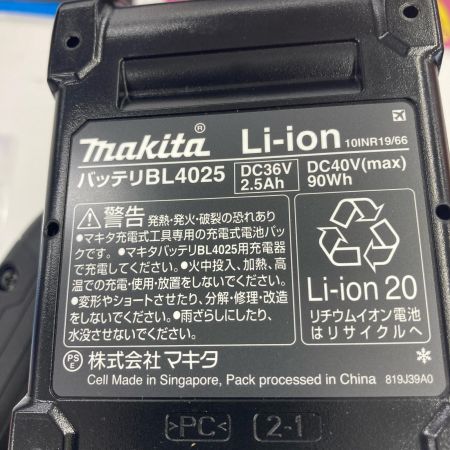 makita® Li-ion 10INR19/66
バッテリBL4025 DC36V 2.5Ah DC40V(max) 90Wh
⚠警告 発熱・発火・破裂の恐れあり
●マキタ充電式工具専用の充電式電池パッ
クです。●マキタバッテリBL4025用充電器
で充電してください。●火中投入、加熱、高
温での充電・使用・放置をしないでください。
●変形やショートさせたり、分解・修理・改造
をしないでください。●雨ざらしにしたり、
水没させないでください。
Li-ion 20
リチウムイオン電池
はリサイクルへ
PS E 株式会社マキタ
Cell Made in Singapore, Pack processed in China 819J39A0
>PC< 2-1